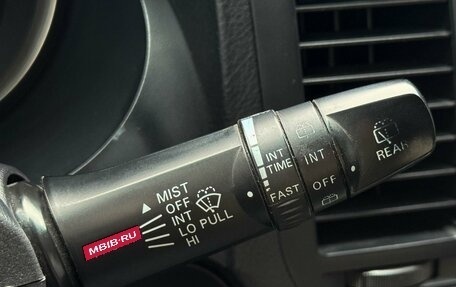 MIST
OFF
INT
LO PULL
HI
MBIB-RU
INT
TIME
FAST
INT
OFF
REAR